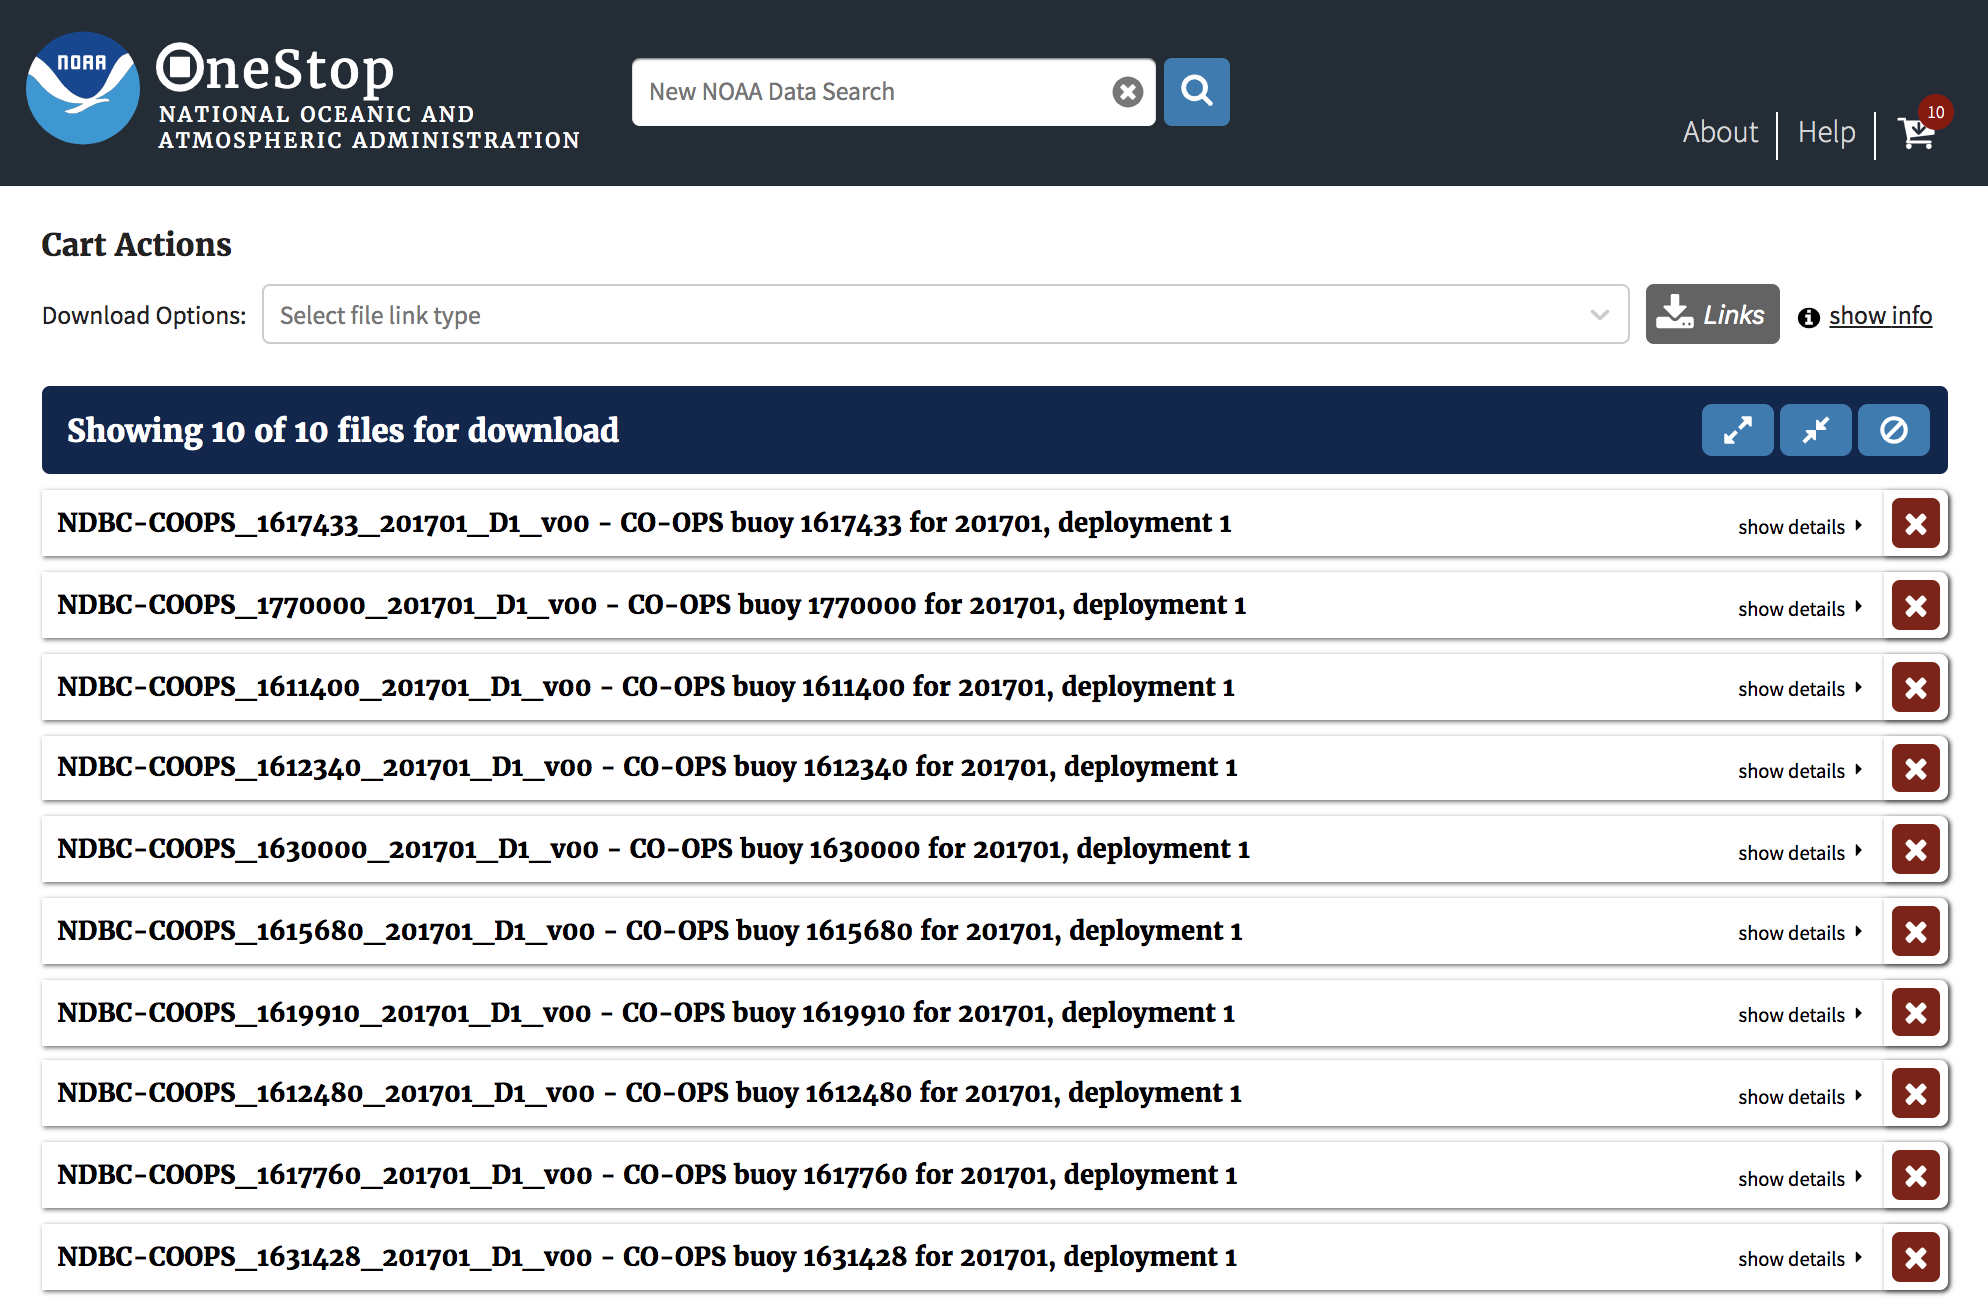 NOAA
OneStop
NATIONAL OCEANIC AND
ATMOSPHERIC ADMINISTRATION
New NOAA Data Search
About
Help
10
Cart Actions
Download Options:
Select file link type
Links
show info
Showing 10 of 10 files for download
NDBC-COOPS_1617433_201701_D1_v00 - CO-OPS buoy 1617433 for 201701, deployment 1
show details
NDBC-COOPS_1770000_201701_D1_v00 - CO-OPS buoy 1770000 for 201701, deployment 1
show details
NDBC-COOPS_1611400_201701_D1_v00 - CO-OPS buoy 1611400 for 201701, deployment 1
show details
NDBC-COOPS_1612340_201701_D1_v00 - CO-OPS buoy 1612340 for 201701, deployment 1
show details
NDBC-COOPS_1630000_201701_D1_v00 - CO-OPS buoy 1630000 for 201701, deployment 1
show details
NDBC-COOPS_1615680_201701_D1_v00 - CO-OPS buoy 1615680 for 201701, deployment 1
show details
NDBC-COOPS_1619910_201701_D1_v00 - CO-OPS buoy 1619910 for 201701, deployment 1
show details
NDBC-COOPS_1612480_201701_D1_v00 - CO-OPS buoy 1612480 for 201701, deployment 1
show details
NDBC-COOPS_1617760_201701_D1_v00 - CO-OPS buoy 1617760 for 201701, deployment 1
show details
NDBC-COOPS_1631428_201701_D1_v00 - CO-OPS buoy 1631428 for 201701, deployment 1
show details